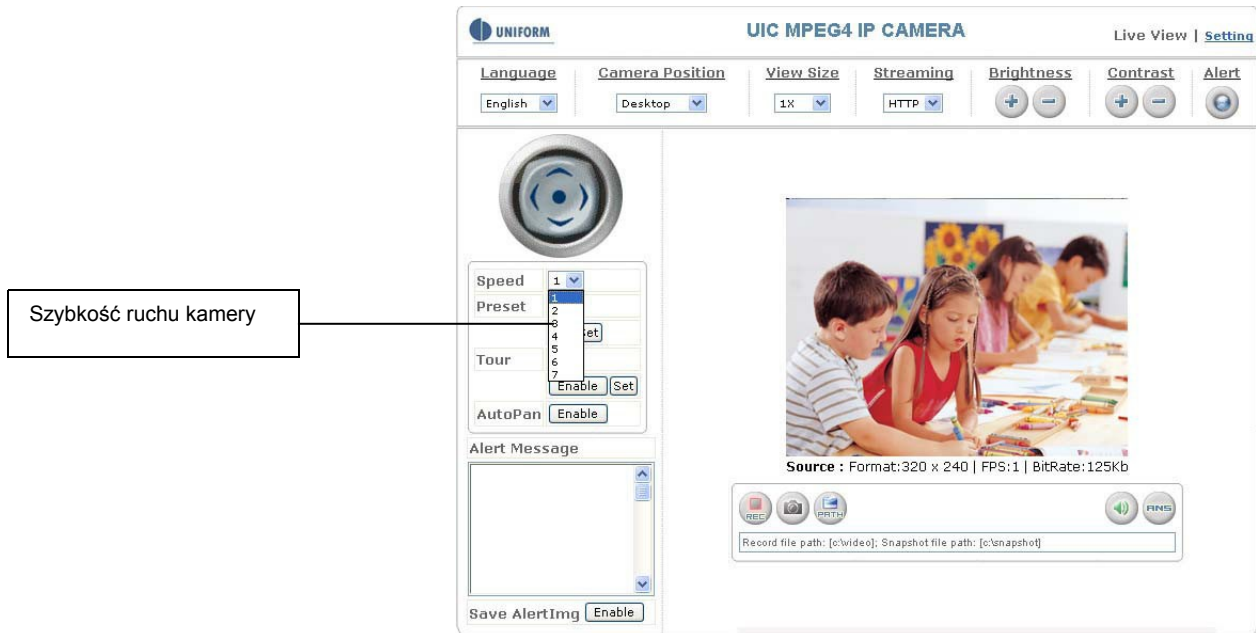 UNIFORM
UIC MPEG4 IP CAMERA
Live View | Setting
Language Camera Position View Size Streaming Brightness Contrast Alert
English Desktop 1X HTTP + − + −
Szybkość ruchu kamery
Speed 1
1
2
3
4
5
6
7
Preset
Set
Tour
Enable Set
AutoPan Enable
Alert Message
Save AlertImg Enable
Source : Format:320 x 240 | FPS:1 | BitRate:125Kb
REC PATH ANS
Record file path: [c:\video]; Snapshot file path: [c:\snapshot]